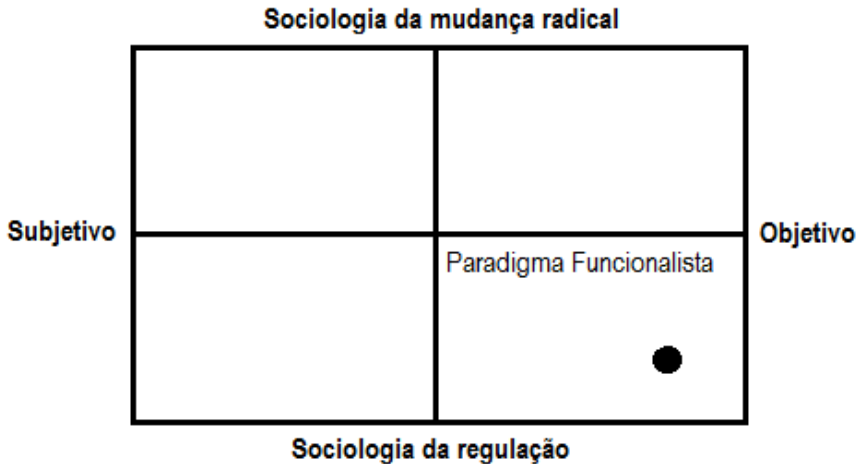 Sociologia da mudança radical
Subjetivo
Objetivo
Paradigma Funcionalista
Sociologia da regulação